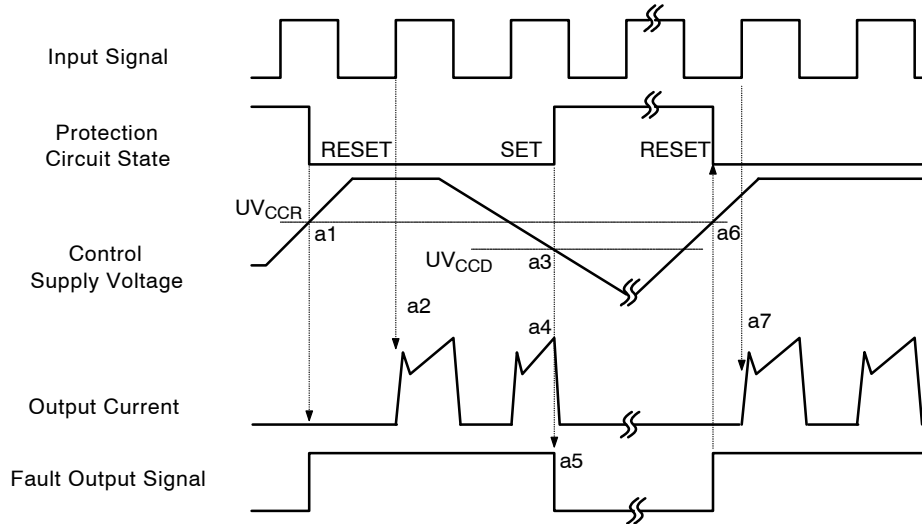 Input Signal
Protection
Circuit State
RESET
SET
RESET
UVCCR
a1
a6
Control
Supply Voltage
UVCCD
a3
a2
a4
a7
Output Current
a5
Fault Output Signal